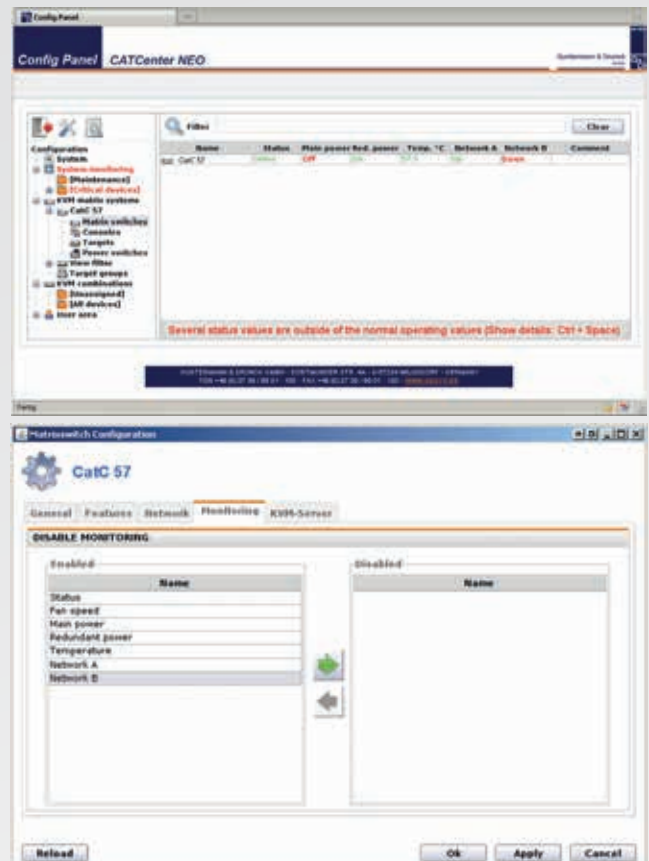 Config Panel
Config Panel CATCenter NEO
Guntermann & Drunck
Filter
Clear
Name Status Main power Red. power Temp. °C Network A Network B Comment
CatC 57 Online Off On Up Down
Configuration
System
System monitoring
[Maintenance]
[Critical devices]
KVM matrix systems
CatC 57
Matrix switches
Consoles
Targets
Power switches
View filter
Target groups
KVM combinations
[Unassigned]
[All devices]
User area
Several status values are outside of the normal operating values (Show details: Ctrl + Space)
Matrixswitch Configuration
CatC 57
General Features Network Monitoring KVM-Server
DISABLE MONITORING
Enabled
Name
Status
Fan speed
Main power
Redundant power
Temperature
Network A
Network B
Disabled
Name
Reload
Ok Apply Cancel